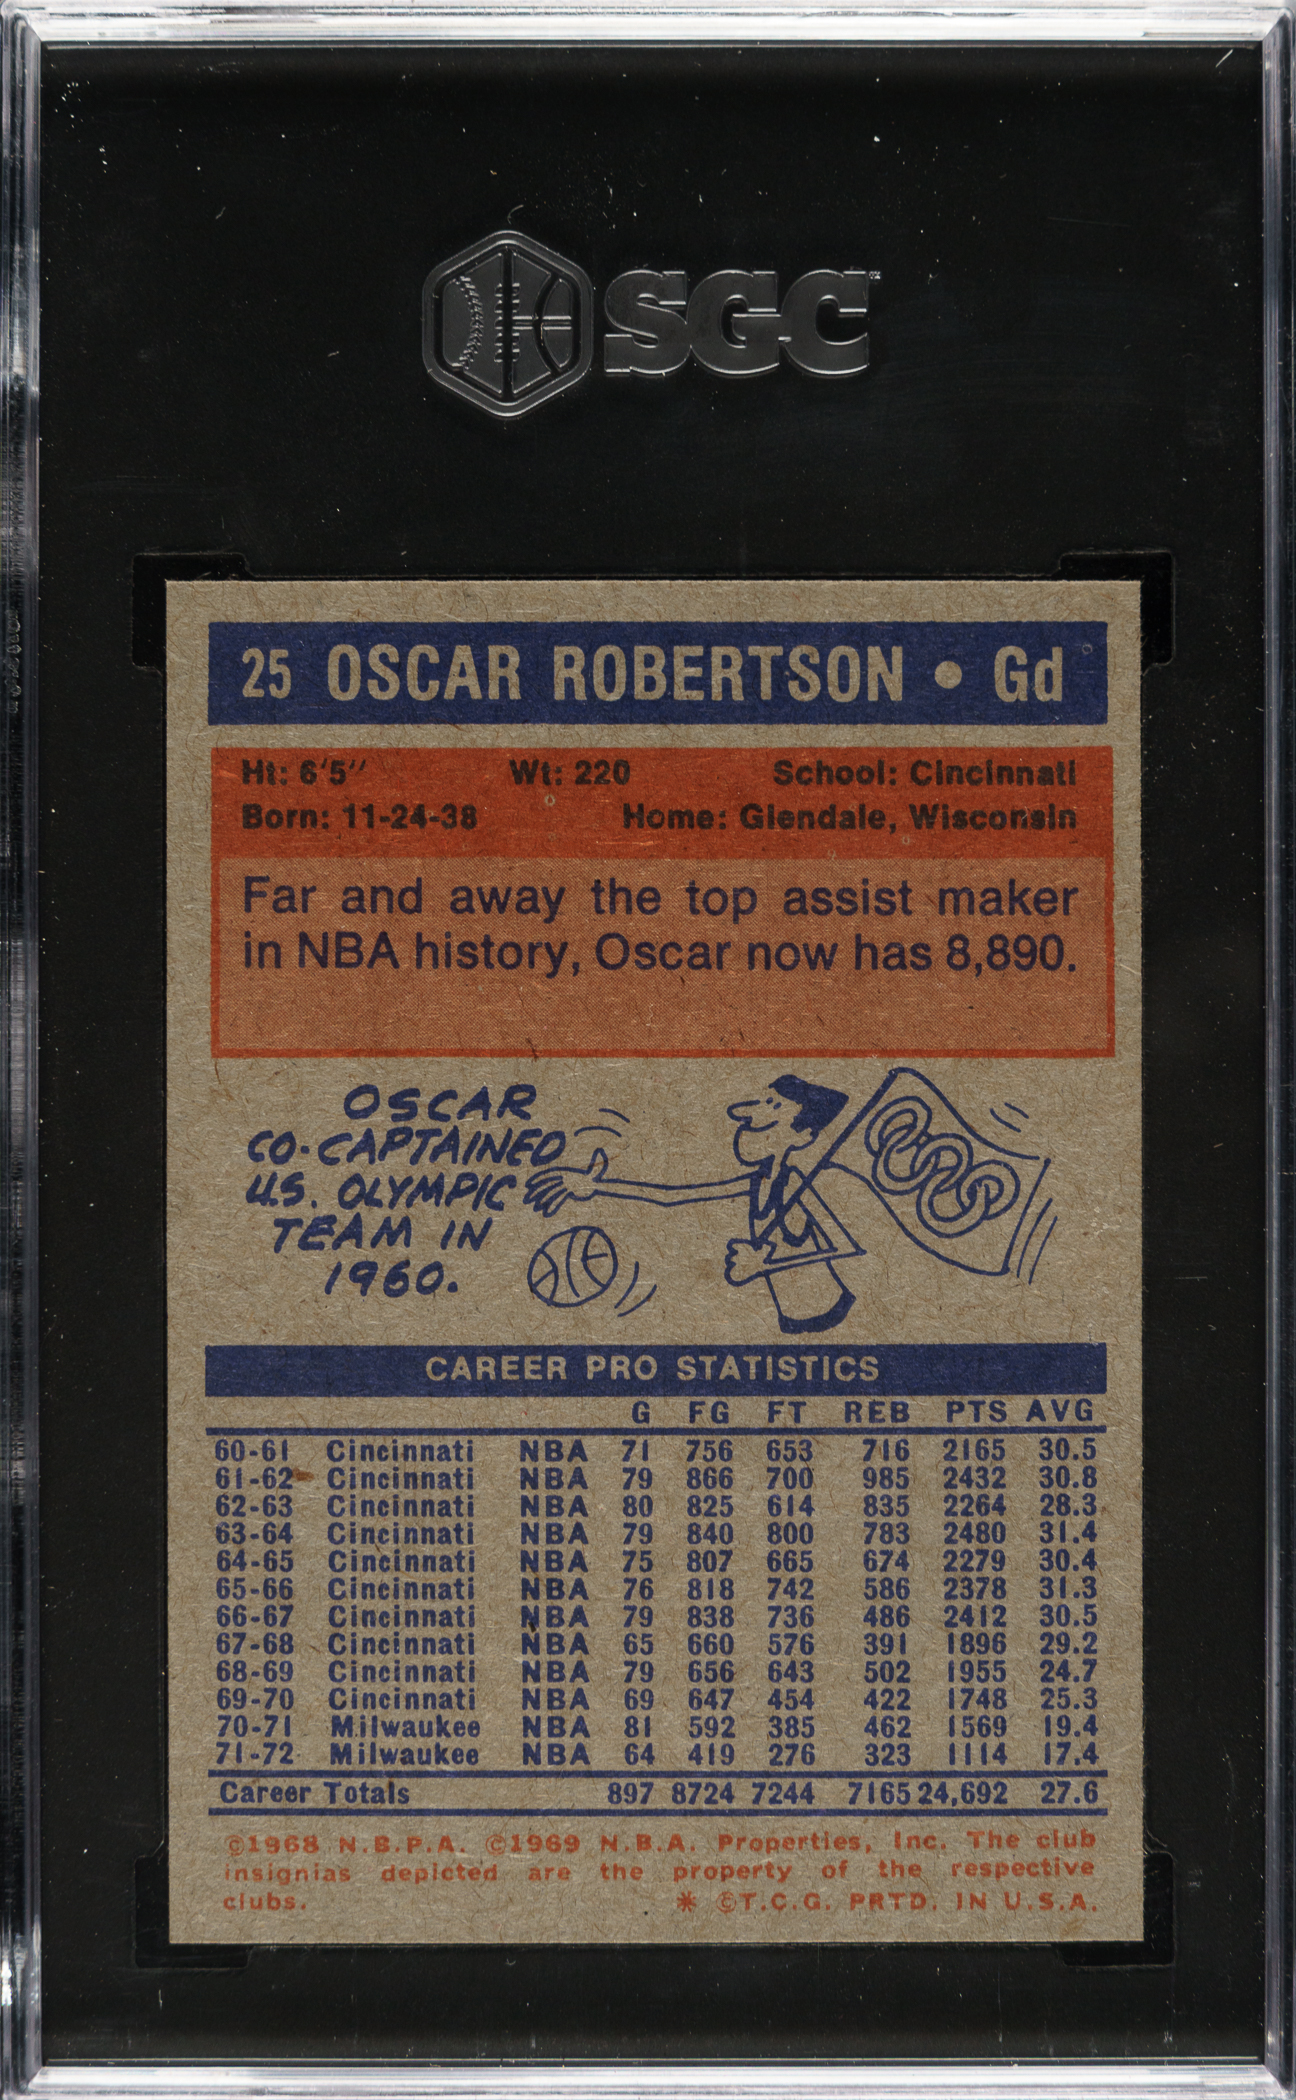 SGC
25 OSCAR ROBERTSON • Gd
Ht: 6'5" Wt: 220 School: Cincinnati
Born: 11-24-38 Home: Glendale, Wisconsin
Far and away the top assist maker
in NBA history, Oscar now has 8,890.
OSCAR
CO-CAPTAINED
U.S. OLYMPIC
TEAM IN
1960.
CAREER PRO STATISTICS
G FG FT REB PTS AVG
60-61 Cincinnati NBA 71 756 653 716 2165 30.5
61-62 Cincinnati NBA 79 866 700 985 2432 30.8
62-63 Cincinnati NBA 80 825 614 835 2264 28.3
63-64 Cincinnati NBA 79 840 800 783 2480 31.4
64-65 Cincinnati NBA 75 807 665 674 2279 30.4
65-66 Cincinnati NBA 76 818 742 586 2378 31.3
66-67 Cincinnati NBA 79 838 736 486 2412 30.5
67-68 Cincinnati NBA 65 660 576 391 1896 29.2
68-69 Cincinnati NBA 79 656 643 502 1955 24.7
69-70 Cincinnati NBA 69 647 454 422 1748 25.3
70-71 Milwaukee NBA 81 592 385 462 1569 19.4
71-72 Milwaukee NBA 64 419 276 323 1114 17.4
Career Totals 897 8724 7244 7165 24,692 27.6
©1968 N.B.P.A. ©1969 N.B.A. Properties, Inc. The club
insignias depicted are the property of the respective
clubs. * ©T.C.G. PRTD. IN U.S.A.